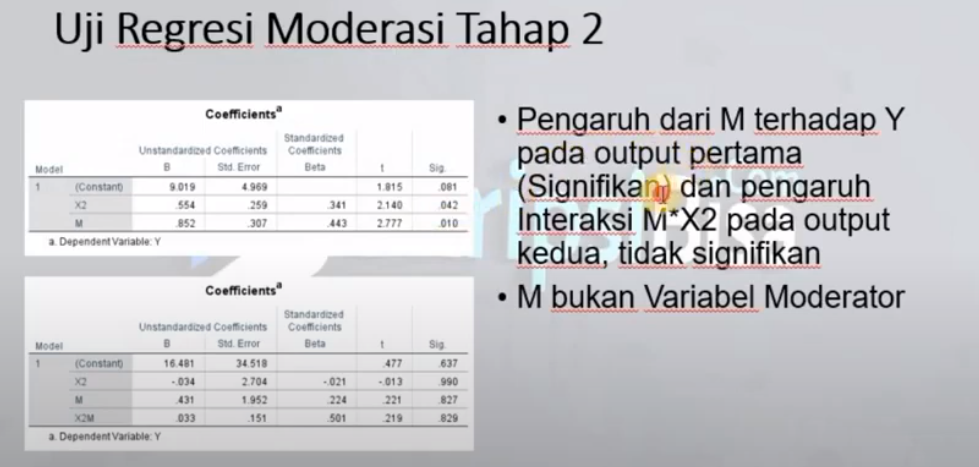 Uji Regresi Moderasi Tahap 2
Coefficientsa
Unstandardized Coefficients Standardized Coefficients
Model B Std. Error Beta t Sig.
1 (Constant) 9.019 4.969 1.815 .081
X2 .554 .259 .341 2.140 .042
M .852 .307 .443 2.777 .010
a. Dependent Variable: Y
Coefficientsa
Unstandardized Coefficients Standardized Coefficients
Model B Std. Error Beta t Sig.
1 (Constant) 16.481 34.518 .477 .637
X2 -.034 2.704 -.021 -.013 .990
M .431 1.952 .224 .221 .827
X2M .033 .151 .501 .219 .829
a. Dependent Variable: Y
• Pengaruh dari M terhadap Y
pada output pertama
(Signifikan) dan pengaruh
Interaksi M*X2 pada output
kedua, tidak signifikan
• M bukan Variabel Moderator